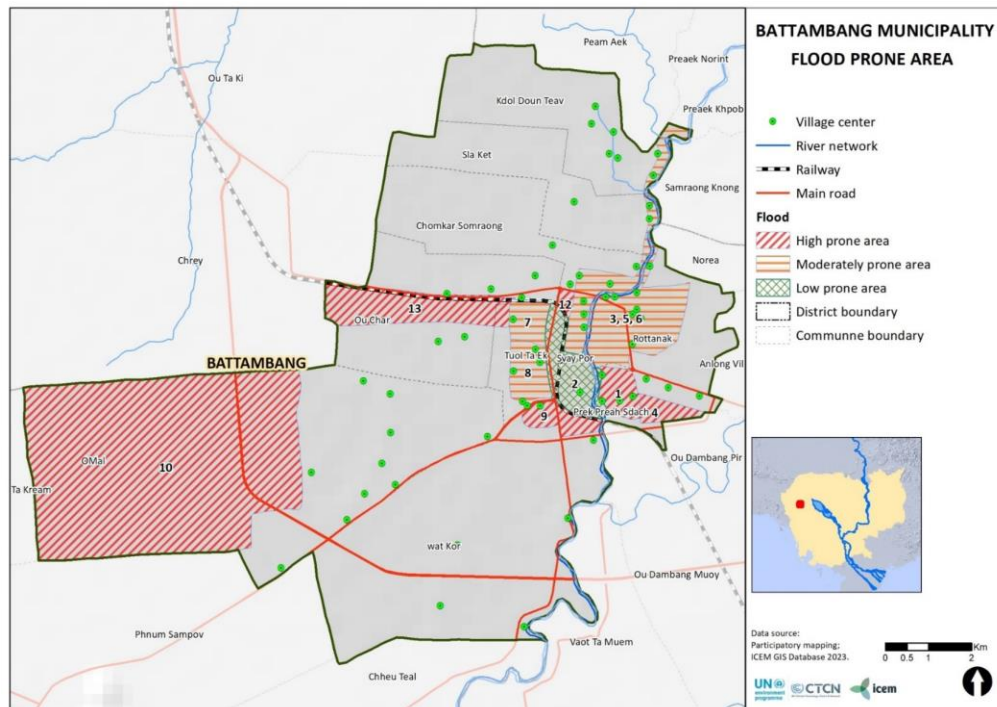 BATTAMBANG MUNICIPALITY
FLOOD PRONE AREA
Village center
River network
Railway
Main road
Flood
High prone area
Moderately prone area
Low prone area
District boundary
Communne boundary
Data source:
Participatory mapping;
ICEM GIS Database 2023.
0 0.5 1 2 Km
UN
environment
programme
CTCN
icem
Peam Aek
Preaek Norint
Ou Ta Ki
Kdol Doun Teav
Preaek Khpob
Sla Ket
Samraong Knong
Chomkar Somraong
Chrey
Norea
13
12
Ou Char
7
3, 5, 6
Rottanak
BATTAMBANG
Tuol Ta Ek
Svay Por
Anlong Vil
8
2
1
9
Prek Preah Sdach
4
OMal
10
Ou Dambang Pir
Ta Kream
wat Kor
Ou Dambang Muoy
Phnum Sampov
Vaot Ta Muem
Chheu Teal